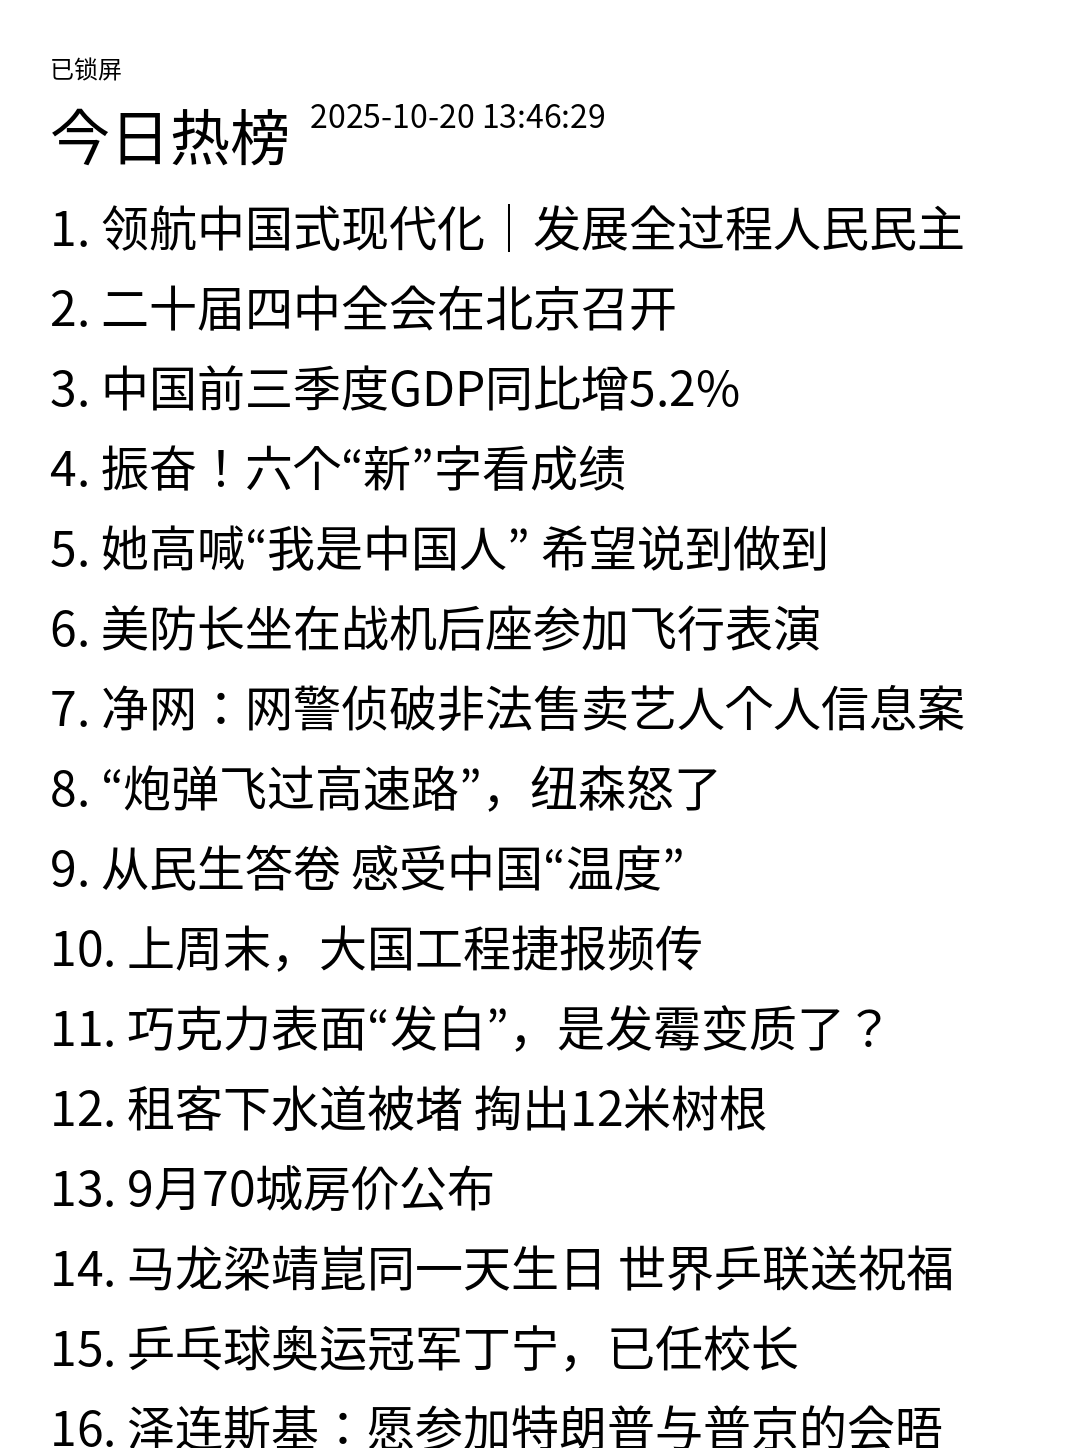 已锁屏
今日热榜 2025-10-20 13:46:29
1. 领航中国式现代化｜发展全过程人民民主
2. 二十届四中全会在北京召开
3. 中国前三季度GDP同比增5.2%
4. 振奋！六个“新”字看成绩
5. 她高喊“我是中国人” 希望说到做到
6. 美防长坐在战机后座参加飞行表演
7. 净网：网警侦破非法售卖艺人个人信息案
8. “炮弹飞过高速路”，纽森怒了
9. 从民生答卷 感受中国“温度”
10. 上周末，大国工程捷报频传
11. 巧克力表面“发白”，是发霉变质了？
12. 租客下水道被堵 掏出12米树根
13. 9月70城房价公布
14. 马龙梁靖崑同一天生日 世界乒联送祝福
15. 乒乓球奥运冠军丁宁，已任校长
16. 泽连斯基：愿参加特朗普与普京的会晤